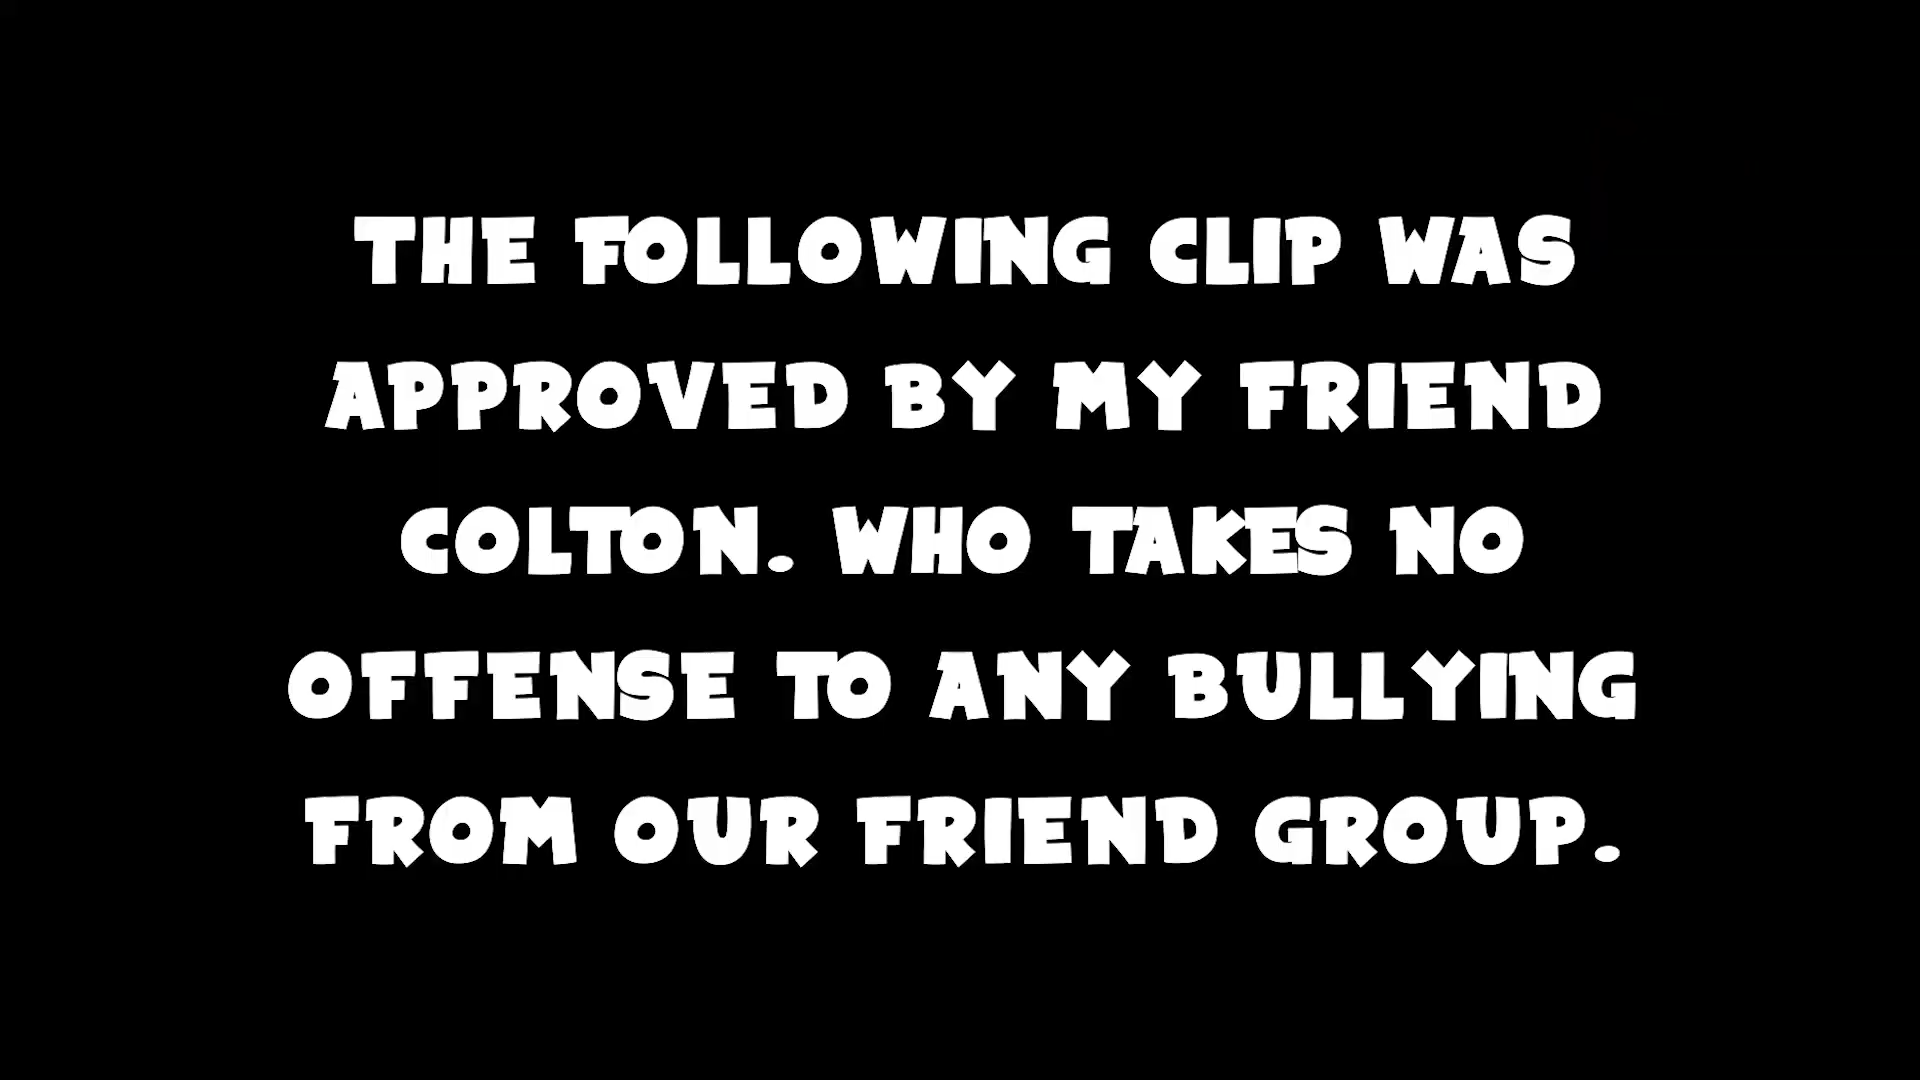 THE FOLLOWING CLIP WAS
APPROVED BY MY FRIEND
COLTON. WHO TAKES NO
OFFENSE TO ANY BULLYING
FROM OUR FRIEND GROUP.